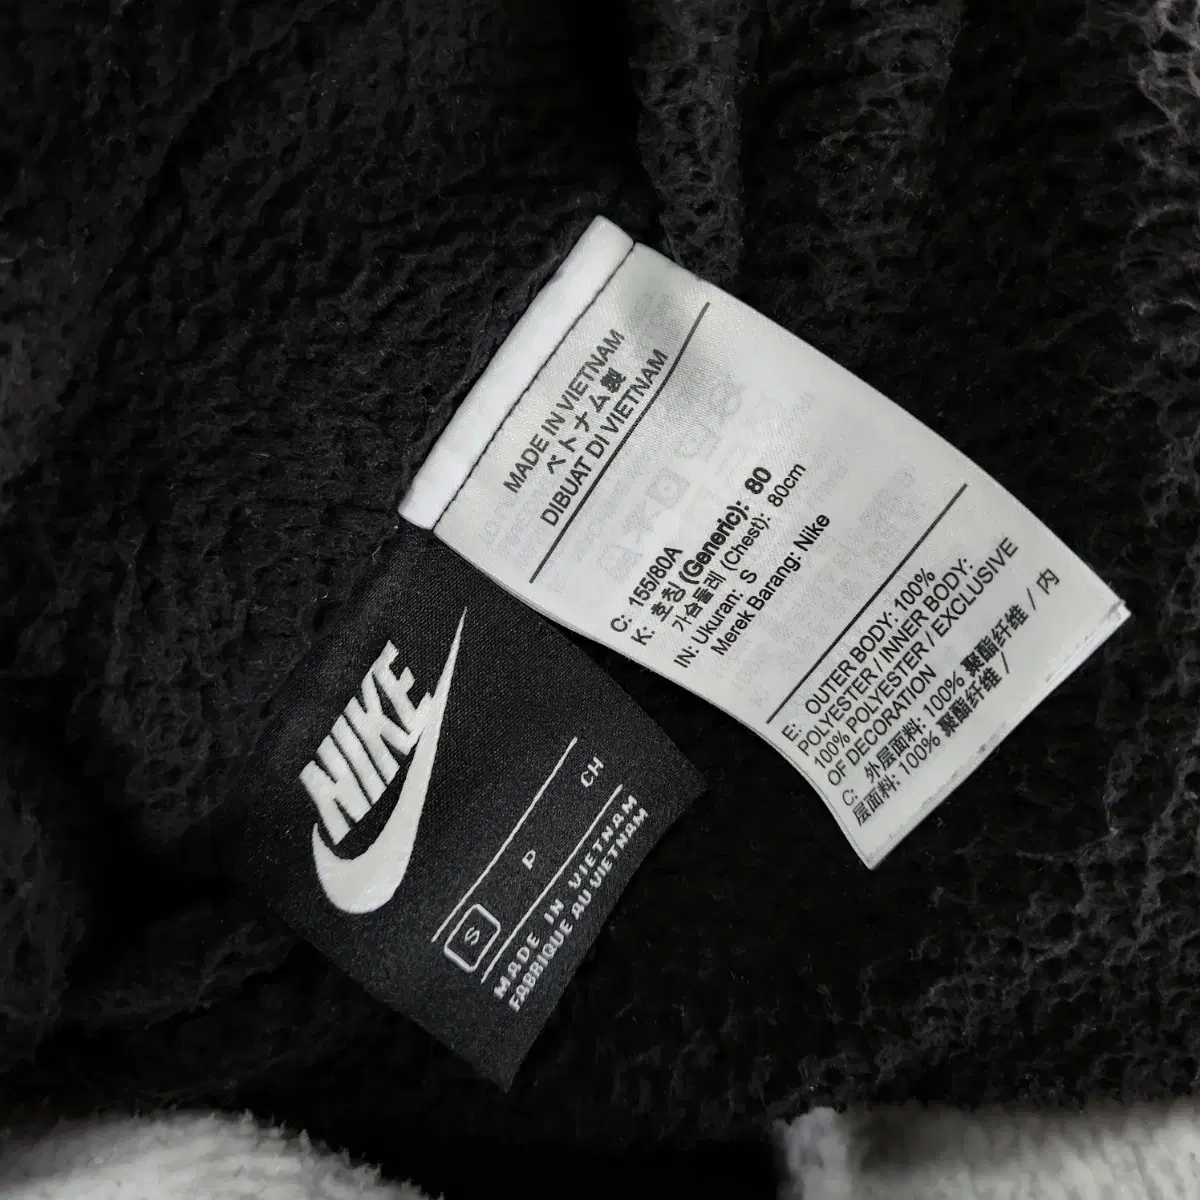 MADE IN VIETNAM
ベトナム製
DIBUAT DI VIETNAM
C: 155/80A
K: 호칭 (Generic): 80
가슴둘레 (Chest): 80cm
IN: Ukuran: S
Merek Barang: Nike
E: OUTER BODY: 100%
POLYESTER / INNER BODY:
100% POLYESTER / EXCLUSIVE
OF DECORATION
C: 外层面料: 100% 聚酯纤维 / 内
层面料: 100% 聚酯纤维 /
NIKE
S P CH
MADE IN VIETNAM
FABRIQUE AU VIETNAM